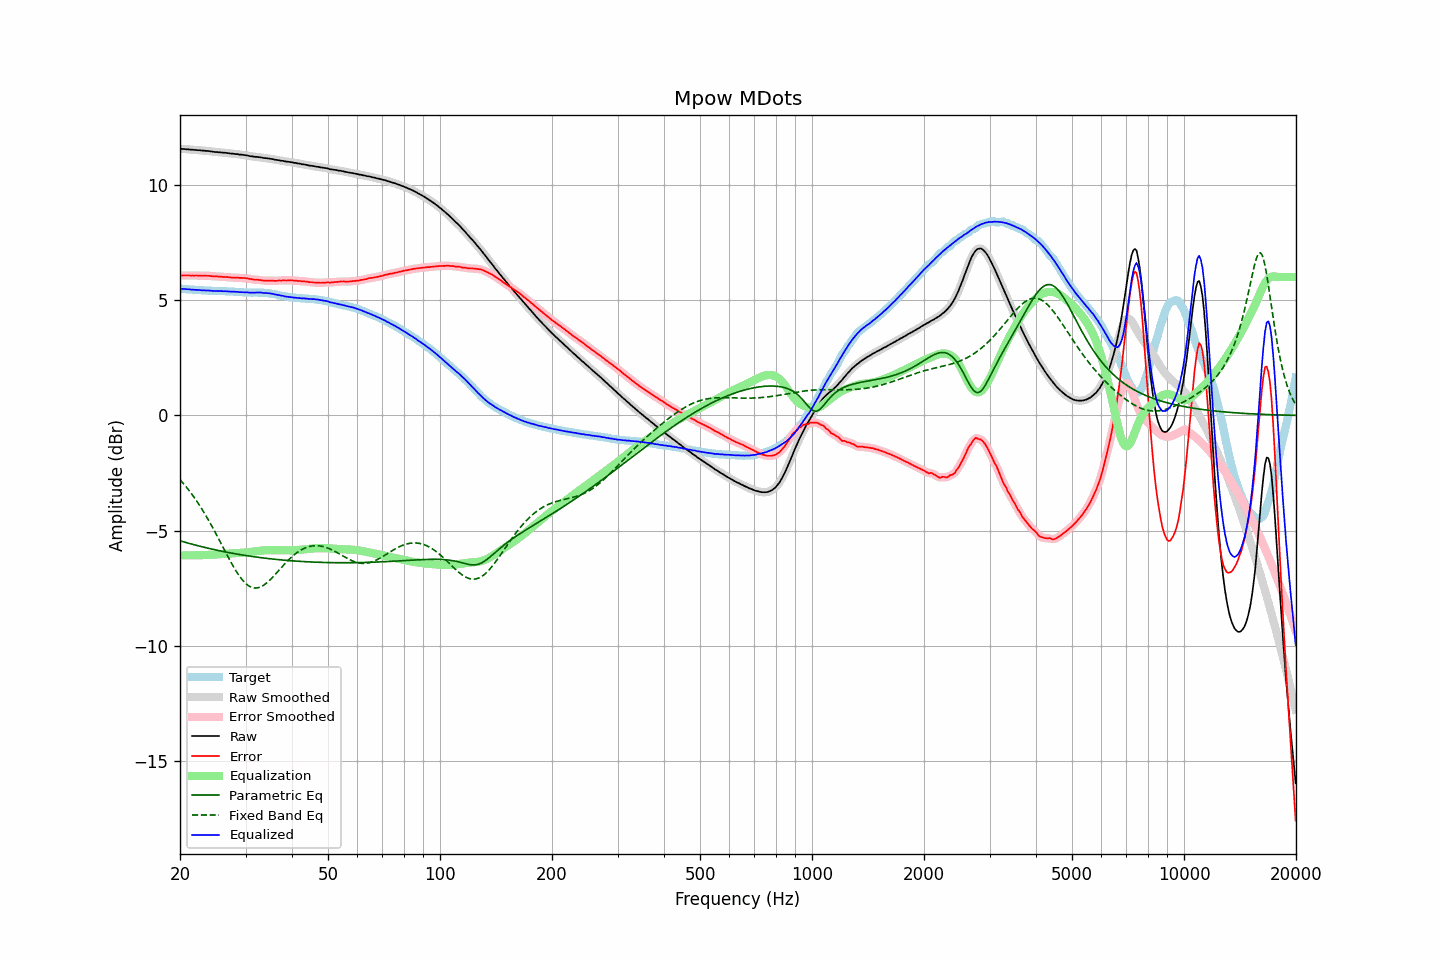 Mpow MDots
Amplitude (dBr)
10
5
0
−5
−10
−15
Target
Raw Smoothed
Error Smoothed
Raw
Error
Equalization
Parametric Eq
Fixed Band Eq
Equalized
20 50 100 200 500 1000 2000 5000 10000 20000
Frequency (Hz)